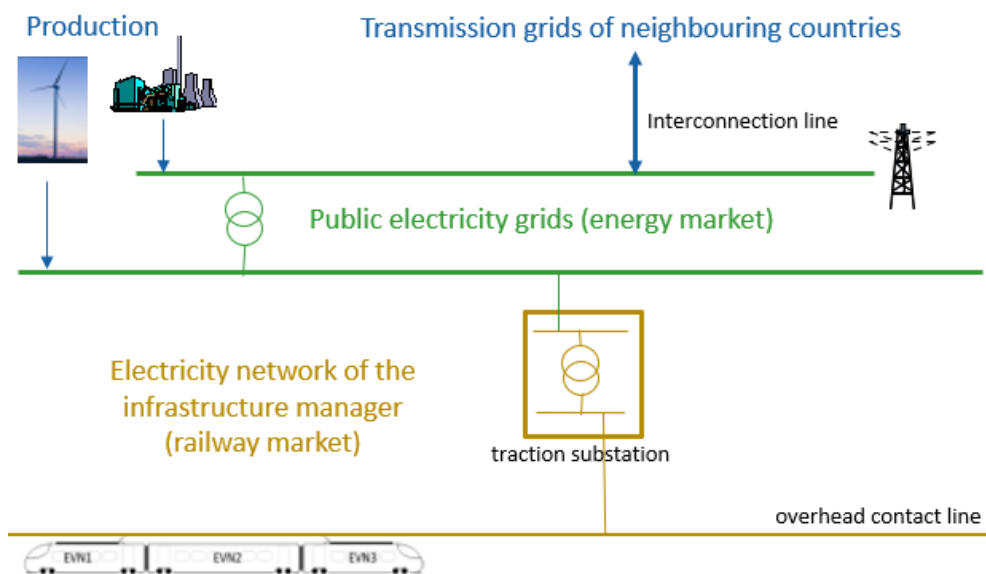 Production
Transmission grids of neighbouring countries
Interconnection line
Public electricity grids (energy market)
Electricity network of the
infrastructure manager
(railway market)
traction substation
overhead contact line
EVN1
EVN2
EVN3